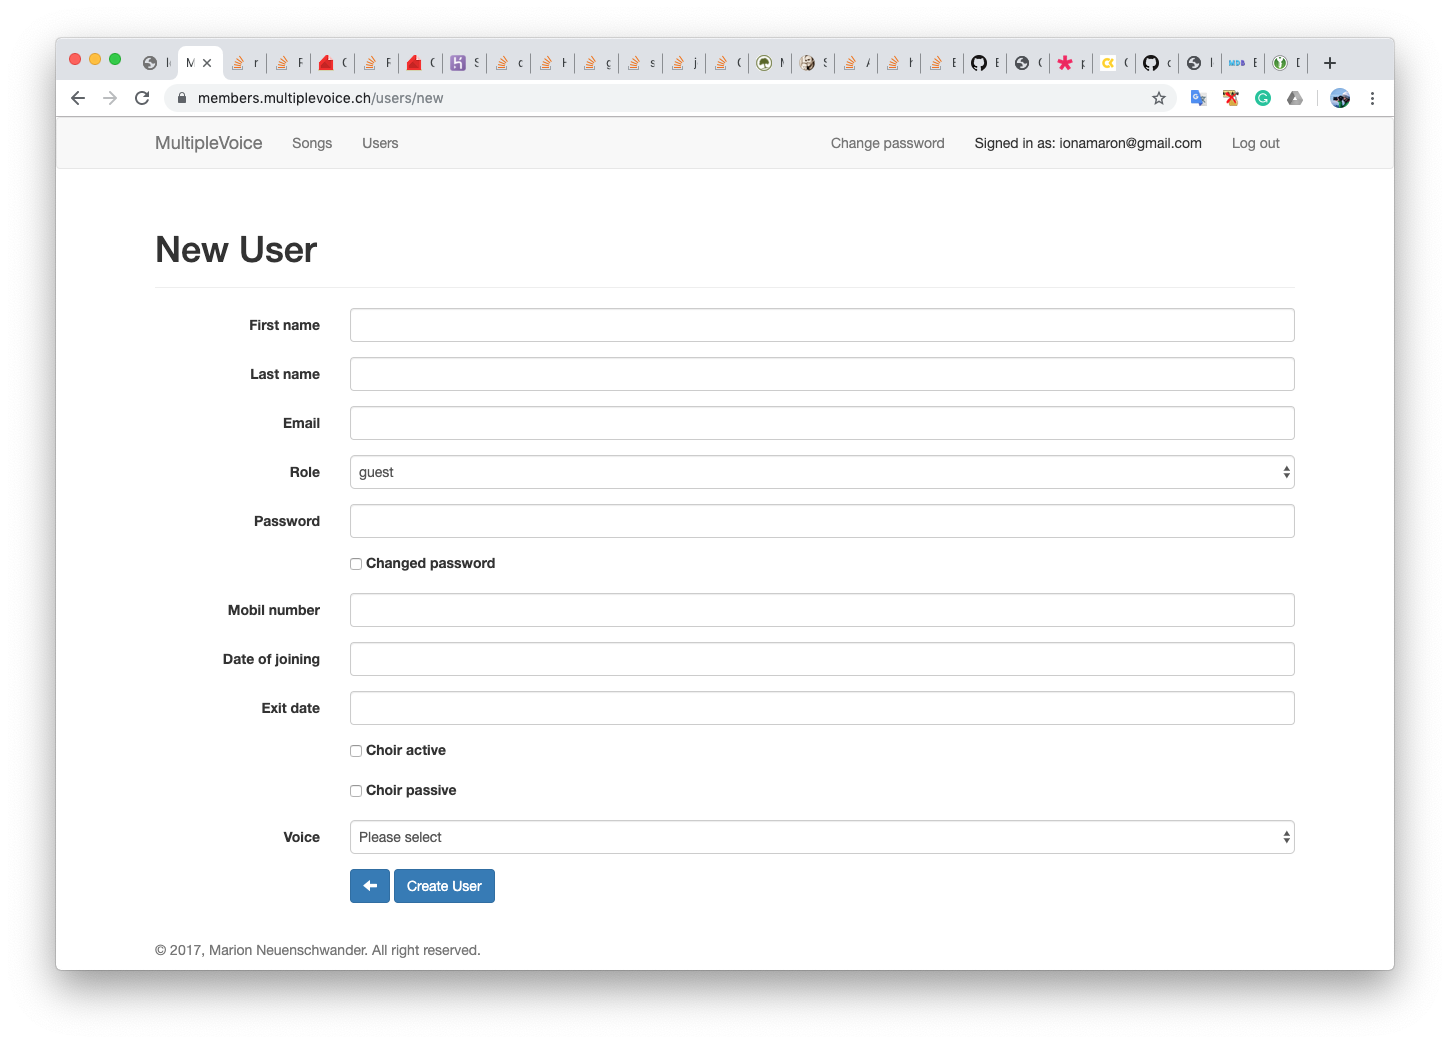 members.multiplevoice.ch/users/new
MultipleVoice Songs Users Change password Signed in as: ionamaron@gmail.com Log out
New User
First name
Last name
Email
Role guest
Password
Changed password
Mobil number
Date of joining
Exit date
Choir active
Choir passive
Voice Please select
Create User
© 2017, Marion Neuenschwander. All right reserved.